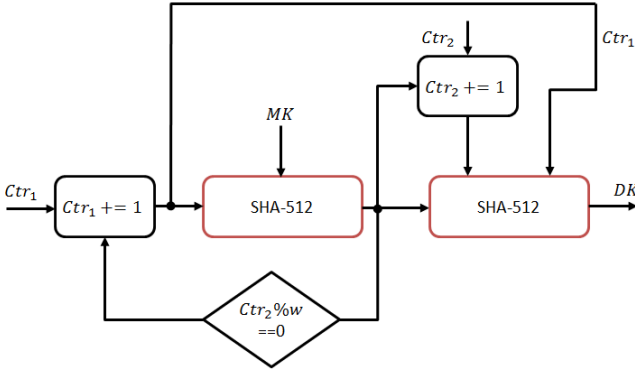 Ctr₂
Ctr₁
Ctr₂ += 1
MK
Ctr₁
Ctr₁ += 1
SHA-512
SHA-512
DK
Ctr₂%w
==0